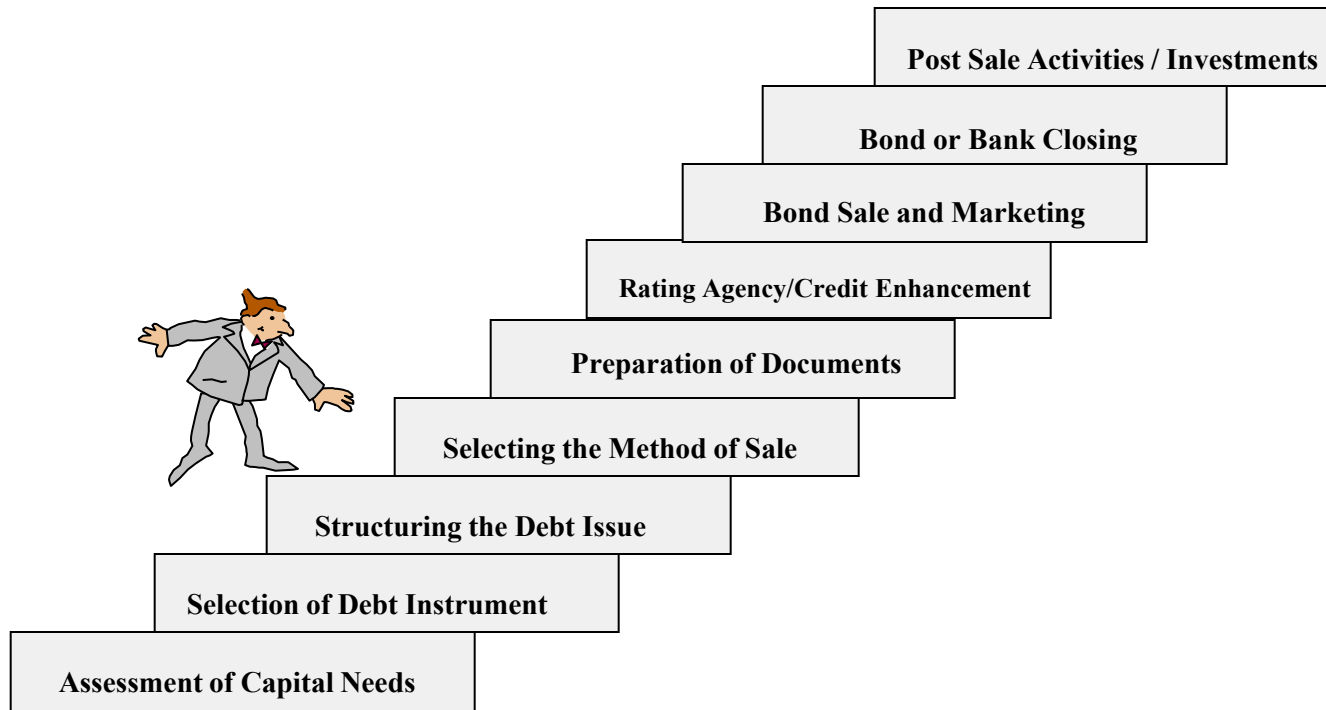 Post Sale Activities / Investments
Bond or Bank Closing
Bond Sale and Marketing
Rating Agency/Credit Enhancement
Preparation of Documents
Selecting the Method of Sale
Structuring the Debt Issue
Selection of Debt Instrument
Assessment of Capital Needs